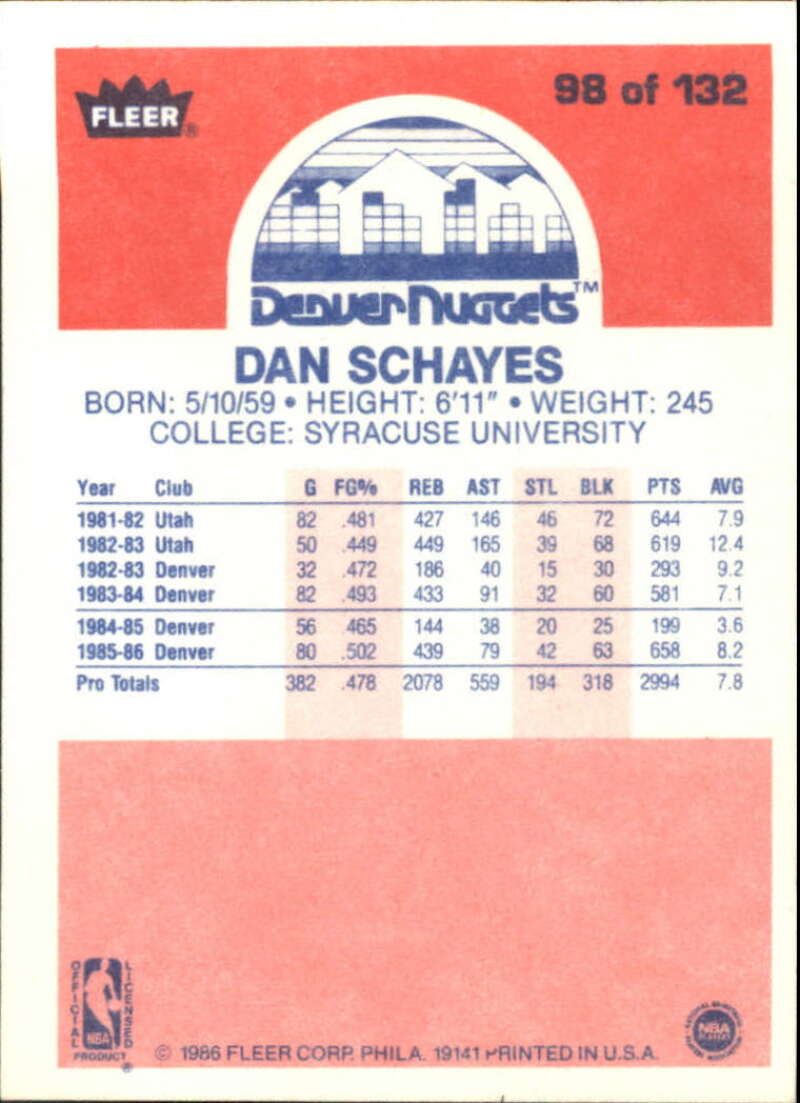 FLEER®
98 of 132
DENVER NUGGETS™
DAN SCHAYES
BORN: 5/10/59 • HEIGHT: 6'11" • WEIGHT: 245
COLLEGE: SYRACUSE UNIVERSITY
Year Club G FG% REB AST STL BLK PTS AVG
1981-82 Utah 82 .481 427 146 46 72 644 7.9
1982-83 Utah 50 .449 449 165 39 68 619 12.4
1982-83 Denver 32 .472 186 40 15 30 293 9.2
1983-84 Denver 82 .493 433 91 32 60 581 7.1
1984-85 Denver 56 .465 144 38 20 25 199 3.6
1985-86 Denver 80 .502 439 79 42 63 658 8.2
Pro Totals 382 .478 2078 559 194 318 2994 7.8
OFFICIAL LICENSED
NBA
PRODUCT®
© 1986 FLEER CORP. PHILA. 19141 PRINTED IN U.S.A.
NBA
PLAYERS